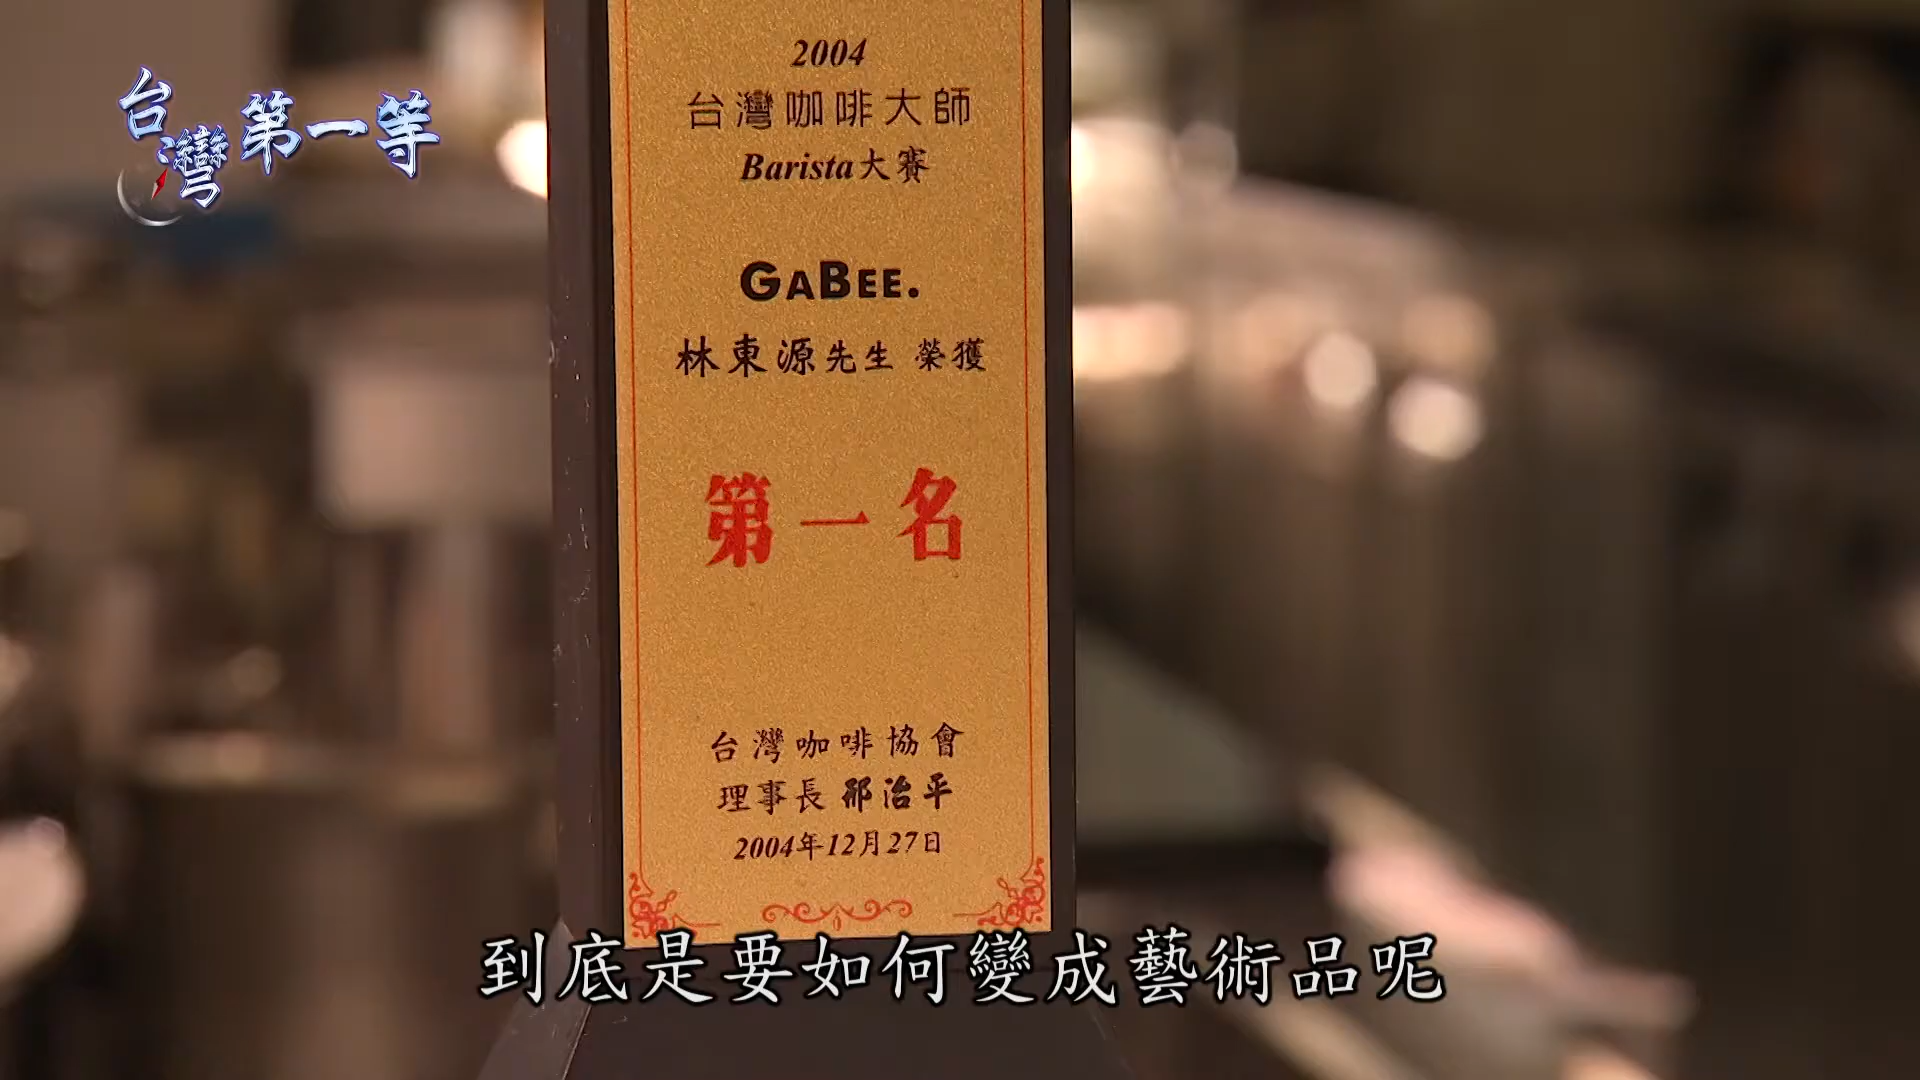 台灣第一等
2004
台灣咖啡大師
Barista大賽
GABEE.
林東源先生 榮獲
第一名
台灣咖啡協會
理事長 邵治平
2004年12月27日
到底是要如何變成藝術品呢